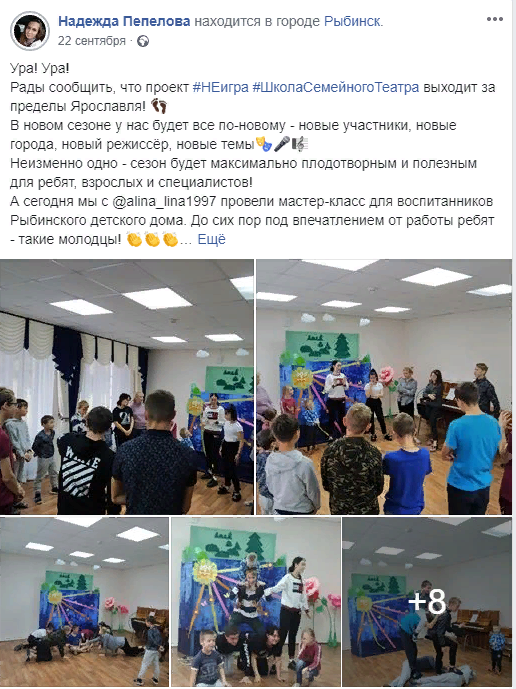 Надежда Пепелова находится в городе Рыбинск.
22 сентября ·
Ура! Ура!
Рады сообщить, что проект #НЕигра #ШколаСемейногоТеатра выходит за
пределы Ярославля! 👣
В новом сезоне у нас будет все по-новому - новые участники, новые
города, новый режиссёр, новые темы🎭🎤🎼
Неизменно одно - сезон будет максимально плодотворным и полезным
для ребят, взрослых и специалистов!
А сегодня мы с @alina_lina1997 провели мастер-класс для воспитанников
Рыбинского детского дома. До сих пор под впечатлением от работы ребят
- такие молодцы! 👏👏👏... Ещё
+8